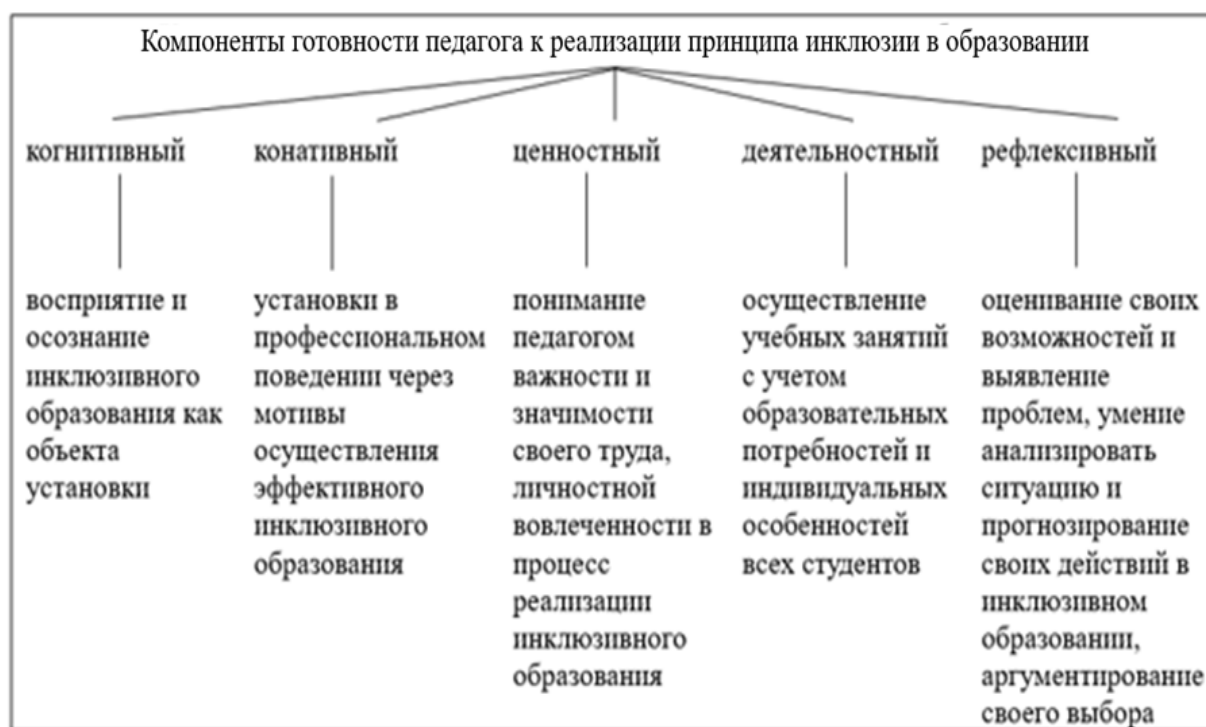 Компоненты готовности педагога к реализации принципа инклюзии в образовании
когнитивный
конативный
ценностный
деятельностный
рефлексивный
восприятие и
осознание
инклюзивного
образования как
объекта
установки
установки в
профессиональном
поведении через
мотивы
осуществления
эффективного
инклюзивного
образования
понимание
педагогом
важности и
значимости
своего труда,
личностной
вовлеченности в
процесс
реализации
инклюзивного
образования
осуществление
учебных занятий
с учетом
образовательных
потребностей и
индивидуальных
особенностей
всех студентов
оценивание своих
возможностей и
выявление
проблем, умение
анализировать
ситуацию и
прогнозирование
своих действий в
инклюзивном
образовании,
аргументирование
своего выбора